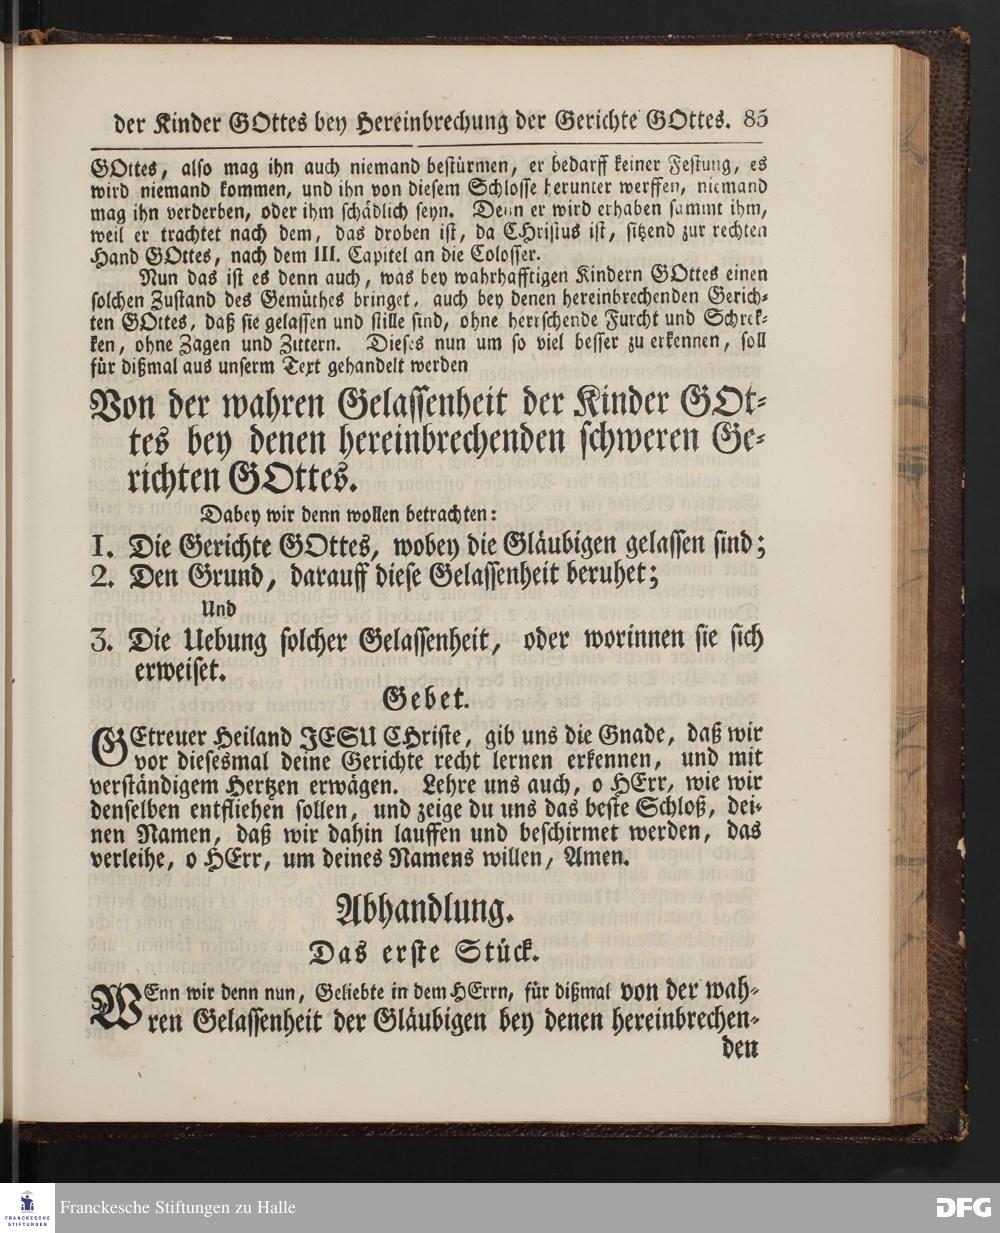 der Kinder GOttes bey Hereinbrechung der Gerichte GOttes. 85
GOttes, also mag ihn auch niemand bestürmen, er bedarff keiner Festung, es
wird niemand kommen, und ihn von diesem Schlosse herunter werffen, niemand
mag ihn verderben, oder ihm schädlich seyn. Denn er wird erhaben sammt ihm,
weil er trachtet nach dem, das droben ist, da CHristus ist, sitzend zur rechten
Hand GOttes, nach dem III. Capitel an die Colosser.
Nun das ist es denn auch, was bey wahrhafftigen Kindern GOttes einen
solchen Zustand des Gemüthes bringet, auch bey denen hereinbrechenden Gerich-
ten GOttes, daß sie gelassen und stille sind, ohne herrschende Furcht und Schrek-
ken, ohne Zagen und Zittern. Dieses nun um so viel besser zu erkennen, soll
für dißmal aus unserm Text gehandelt werden
Von der wahren Gelassenheit der Kinder GOt-
tes bey denen hereinbrechenden schweren Ge-
richten GOttes.
Dabey wir denn wollen betrachten:
1. Die Gerichte GOttes, wobey die Gläubigen gelassen sind;
2. Den Grund, darauff diese Gelassenheit beruhet;
Und
3. Die Uebung solcher Gelassenheit, oder worinnen sie sich
erweiset.
Gebet.
GEtreuer Heiland JESU CHriste, gib uns die Gnade, daß wir
vor diesesmal deine Gerichte recht lernen erkennen, und mit
verständigem Hertzen erwägen. Lehre uns auch, o HErr, wie wir
denselben entfliehen sollen, und zeige du uns das beste Schloß, dei-
nen Namen, daß wir dahin lauffen und beschirmet werden, das
verleihe, o HErr, um deines Namens willen, Amen.
Abhandlung.
Das erste Stück.
WEnn wir denn nun, Geliebte in dem HErrn, für dißmal von der wah-
ren Gelassenheit der Gläubigen bey denen hereinbrechen-
den
FRANCKESCHE
STIFTUNGEN
Franckesche Stiftungen zu Halle
DFG